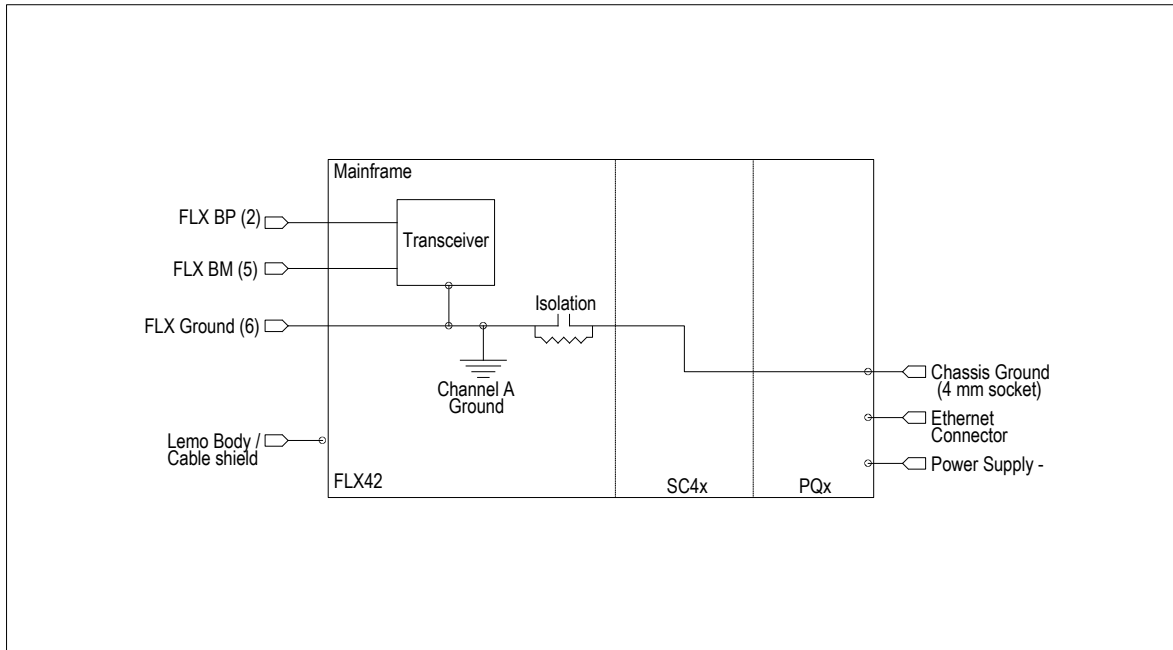 Mainframe
FLX BP (2)
Transceiver
FLX BM (5)
Isolation
FLX Ground (6)
Channel A
Ground
Chassis Ground
(4 mm socket)
Ethernet
Connector
Lemo Body /
Cable shield
Power Supply -
FLX42
SC4x
PQx